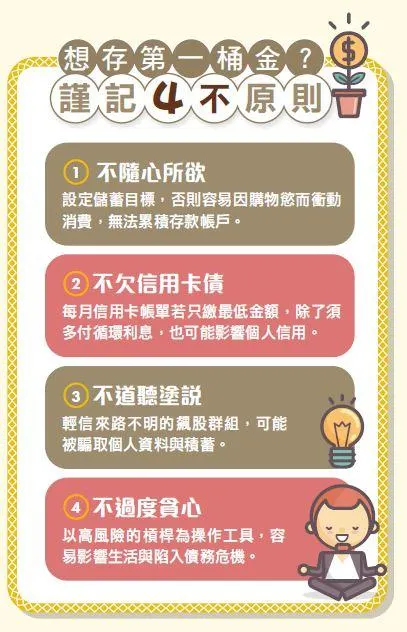 想存第一桶金？
謹記4不原則
1 不隨心所欲
設定儲蓄目標，否則容易因購物慾而衝動
消費，無法累積存款帳戶。
2 不欠信用卡債
每月信用卡帳單若只繳最低金額，除了須
多付循環利息，也可能影響個人信用。
3 不道聽塗説
輕信來路不明的飆股群組，可能
被騙取個人資料與積蓄。
4 不過度貪心
以高風險的槓桿為操作工具，容
易影響生活與陷入債務危機。